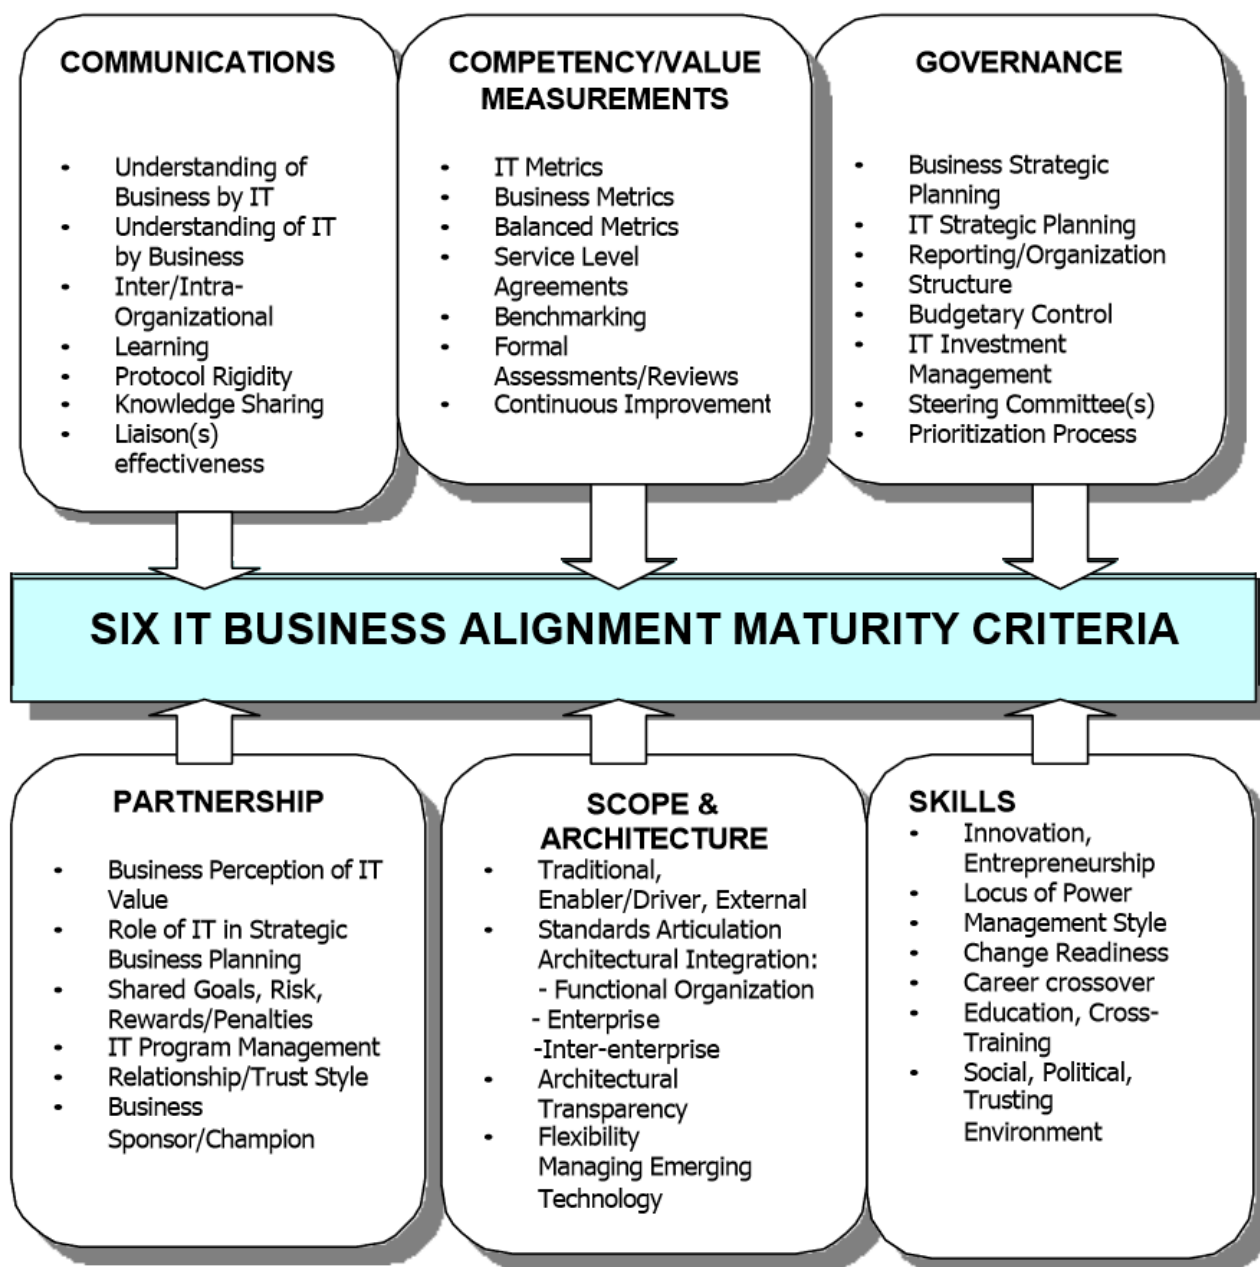 COMMUNICATIONS
• Understanding of
Business by IT
• Understanding of IT
by Business
• Inter/Intra-
Organizational
• Learning
• Protocol Rigidity
• Knowledge Sharing
• Liaison(s)
effectiveness
COMPETENCY/VALUE
MEASUREMENTS
• IT Metrics
• Business Metrics
• Balanced Metrics
• Service Level
Agreements
• Benchmarking
• Formal
Assessments/Reviews
• Continuous Improvement
GOVERNANCE
• Business Strategic
Planning
• IT Strategic Planning
• Reporting/Organization
• Structure
• Budgetary Control
• IT Investment
Management
• Steering Committee(s)
• Prioritization Process
SIX IT BUSINESS ALIGNMENT MATURITY CRITERIA
PARTNERSHIP
• Business Perception of IT
Value
• Role of IT in Strategic
Business Planning
• Shared Goals, Risk,
Rewards/Penalties
• IT Program Management
• Relationship/Trust Style
• Business
Sponsor/Champion
SCOPE &
ARCHITECTURE
• Traditional,
Enabler/Driver, External
• Standards Articulation
Architectural Integration:
- Functional Organization
- Enterprise
-Inter-enterprise
• Architectural
Transparency
• Flexibility
Managing Emerging
Technology
SKILLS
• Innovation,
Entrepreneurship
• Locus of Power
• Management Style
• Change Readiness
• Career crossover
• Education, Cross-
Training
• Social, Political,
Trusting
Environment